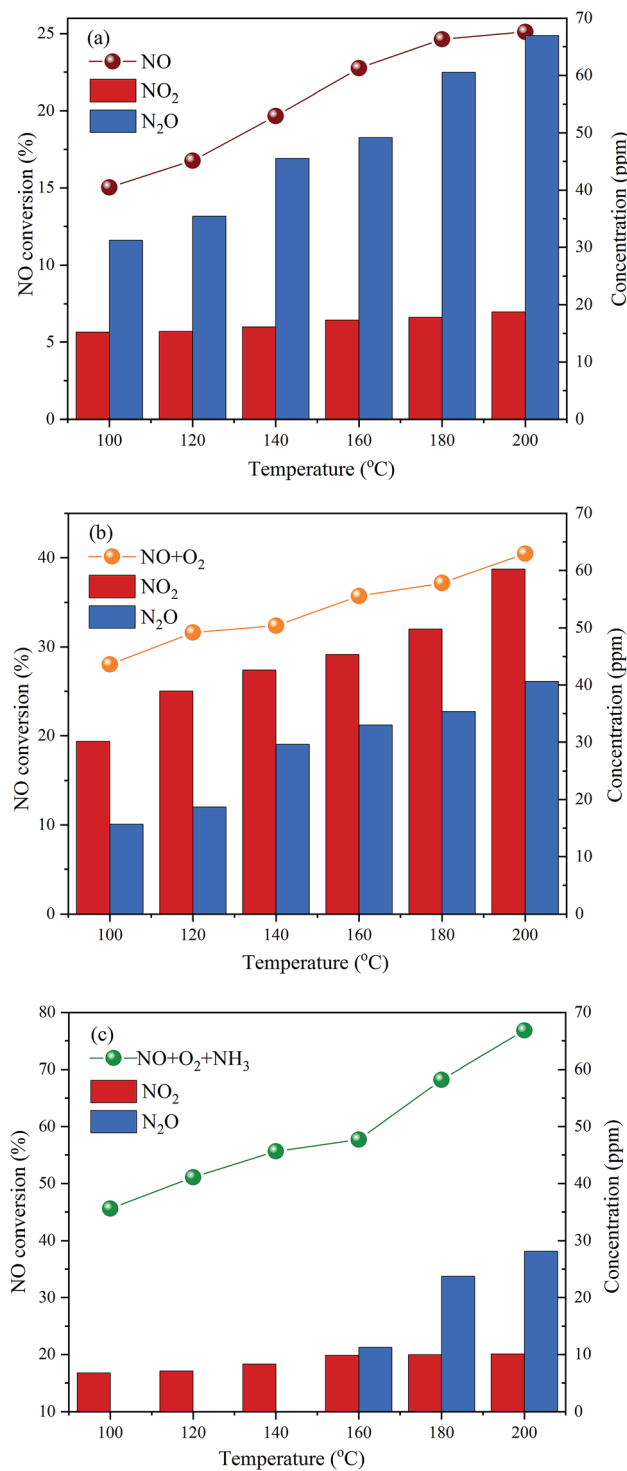 (a)
NO
NO₂
N₂O
NO conversion (%)
0
5
10
15
20
25
Concentration (ppm)
0
10
20
30
40
50
60
70
100 120 140 160 180 200
Temperature (°C)
(b)
NO+O₂
NO₂
N₂O
NO conversion (%)
0
10
20
30
40
Concentration (ppm)
0
10
20
30
40
50
60
70
100 120 140 160 180 200
Temperature (°C)
(c)
NO+O₂+NH₃
NO₂
N₂O
NO conversion (%)
10
20
30
40
50
60
70
80
Concentration (ppm)
0
10
20
30
40
50
60
70
100 120 140 160 180 200
Temperature (°C)